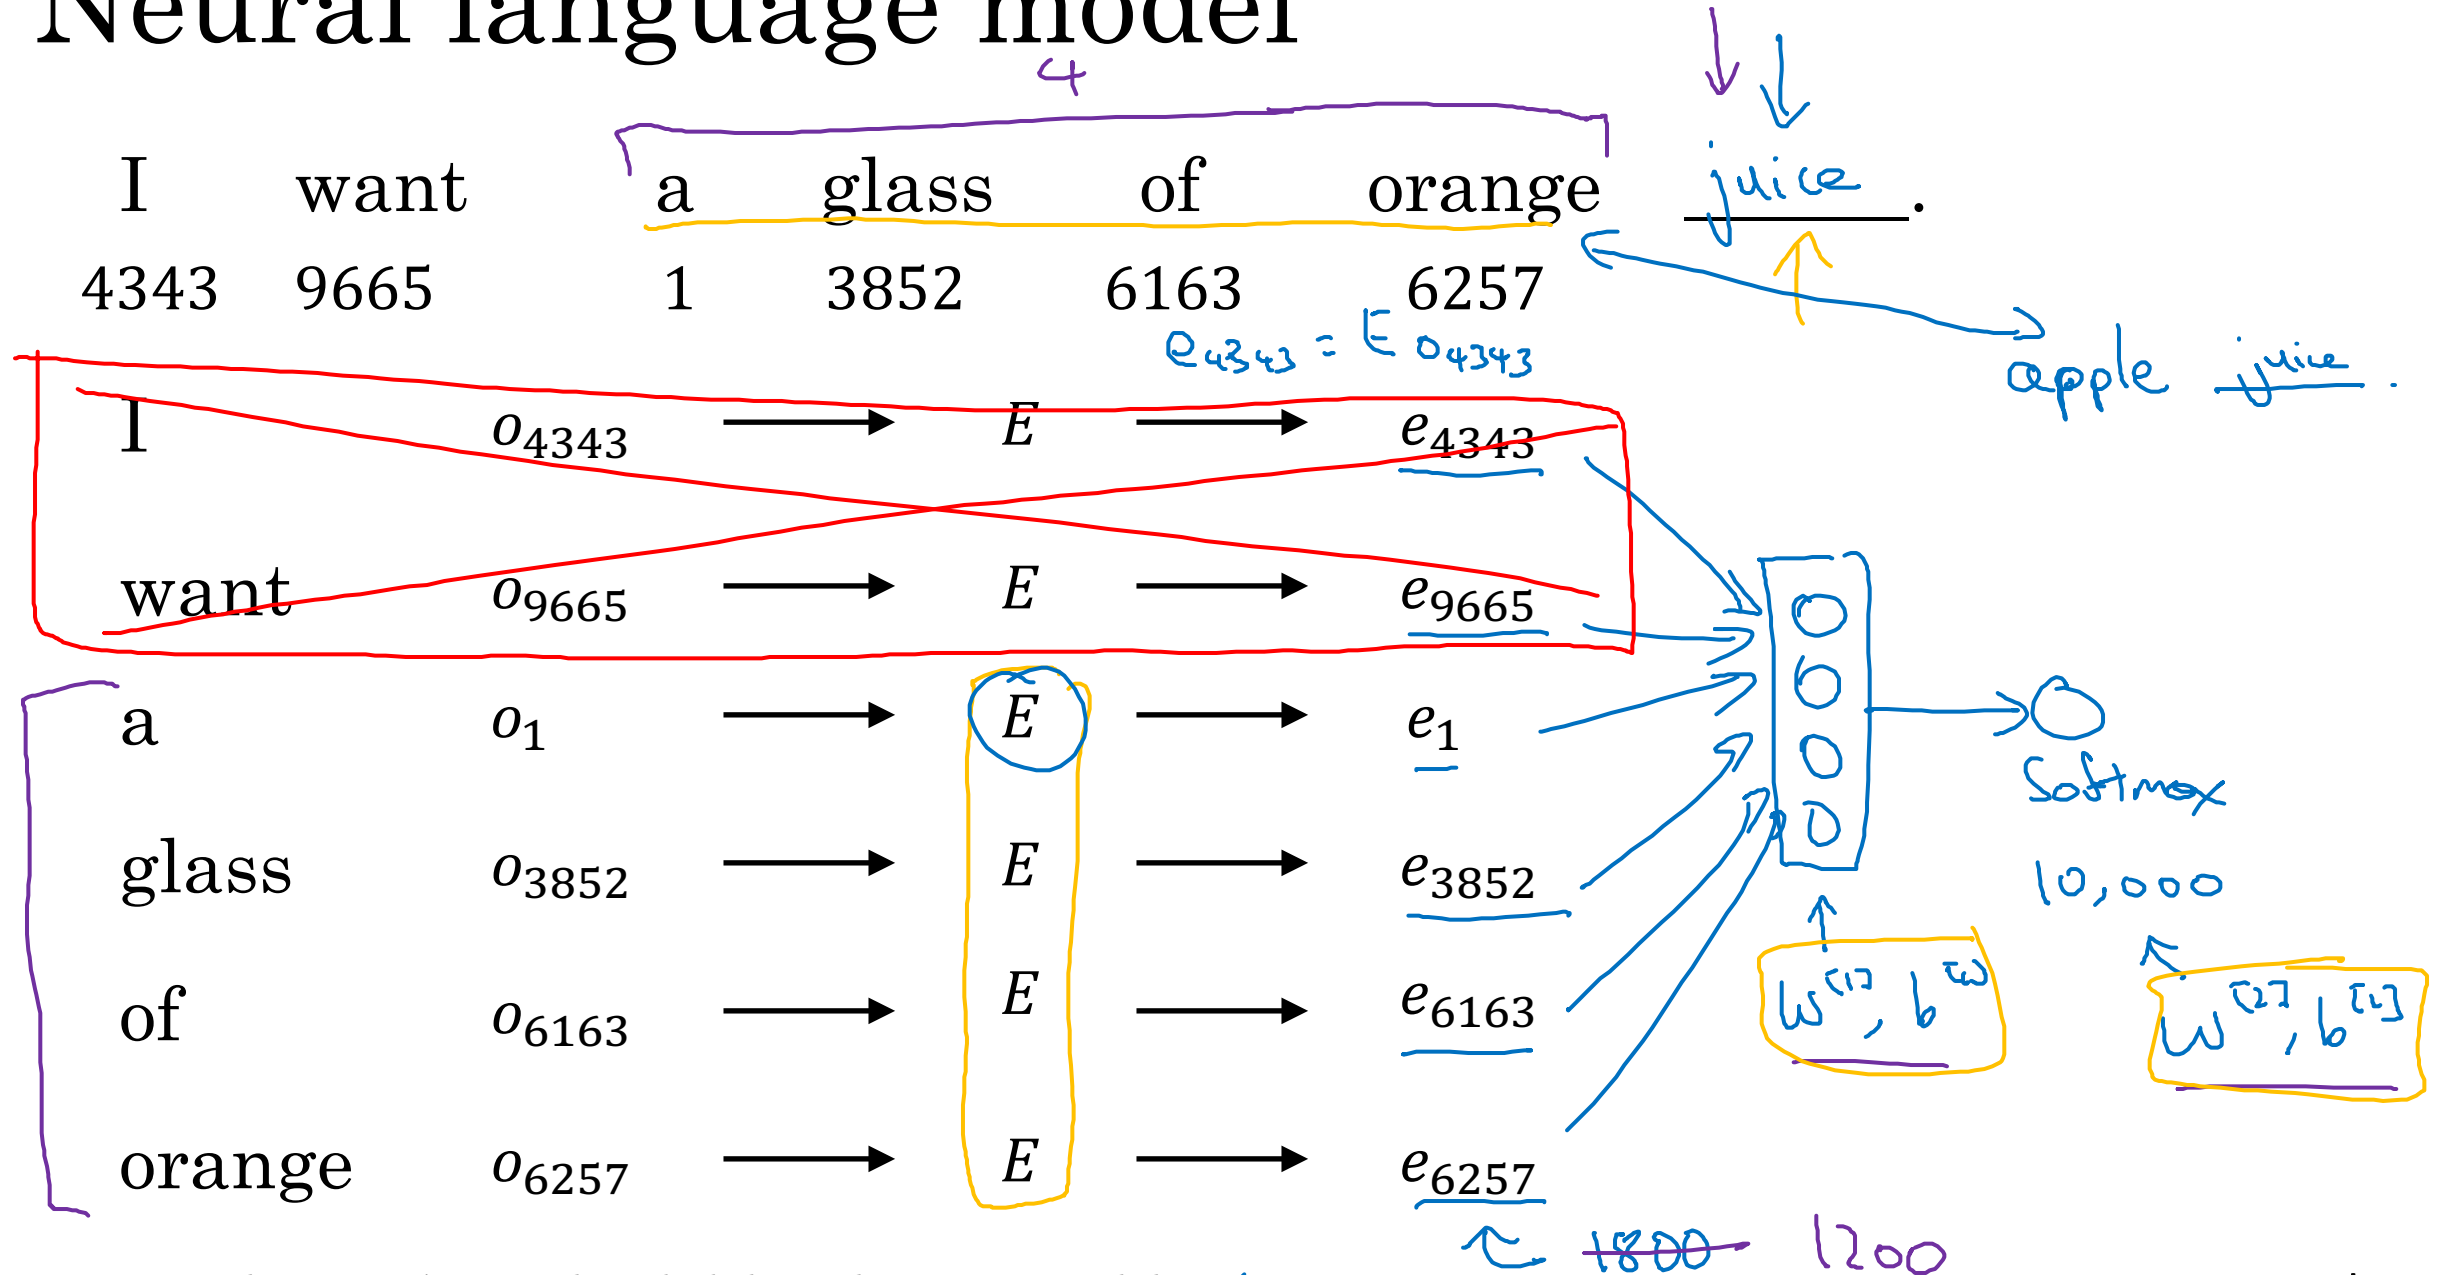 Neural language model
4
I want a glass of orange juice.
4343 9665 1 3852 6163 6257
e4343 = E o4343
apple juice.
I o4343 E e4343
want o9665 E e9665
a o1 E e1
glass o3852 E e3852
of o6163 E e6163
orange o6257 E e6257
Softmax
10,000
W[1], b[1]
W[2], b[2]
1800 1200